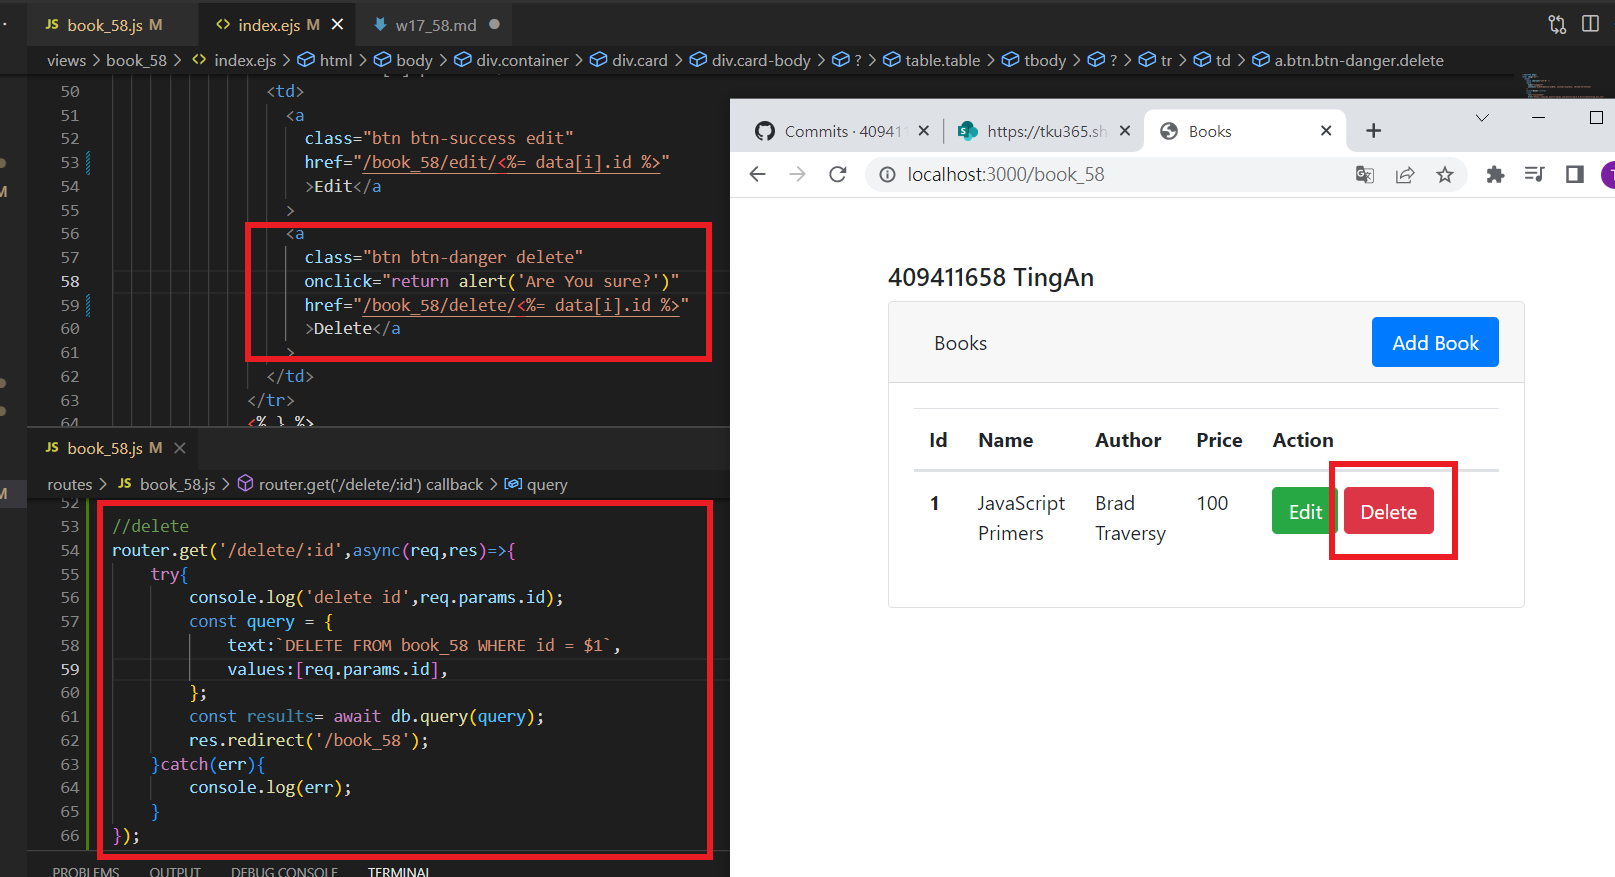 JS book_58.js M
<> index.ejs M ×
w17_58.md ●
views > book_58 > <> index.ejs > html > body > div.container > div.card > div.card-body > ? > table.table > tbody > ? > tr > td > a.btn.btn-danger.delete
50 <td>
51 <a
52 class="btn btn-success edit"
53 href="/book_58/edit/<%= data[i].id %>"
54 >Edit</a
55 >
56 <a
57 class="btn btn-danger delete"
58 onclick="return alert('Are You sure?')"
59 href="/book_58/delete/<%= data[i].id %>"
60 >Delete</a
61 >
62 </td>
63 </tr>
64 <% } %>
JS book_58.js M ×
routes > JS book_58.js > router.get('/delete/:id') callback > query
52
53 //delete
54 router.get('/delete/:id',async(req,res)=>{
55 try{
56 console.log('delete id',req.params.id);
57 const query = {
58 text:`DELETE FROM book_58 WHERE id = $1`,
59 values:[req.params.id],
60 };
61 const results= await db.query(query);
62 res.redirect('/book_58');
63 }catch(err){
64 console.log(err);
65 }
66 });
PROBLEMS OUTPUT DEBUG CONSOLE TERMINAL
Commits · 40941
https://tku365.sh
Books
localhost:3000/book_58
409411658 TingAn
Books
Add Book
Id Name Author Price Action
1 JavaScript Primers Brad Traversy 100 Edit Delete